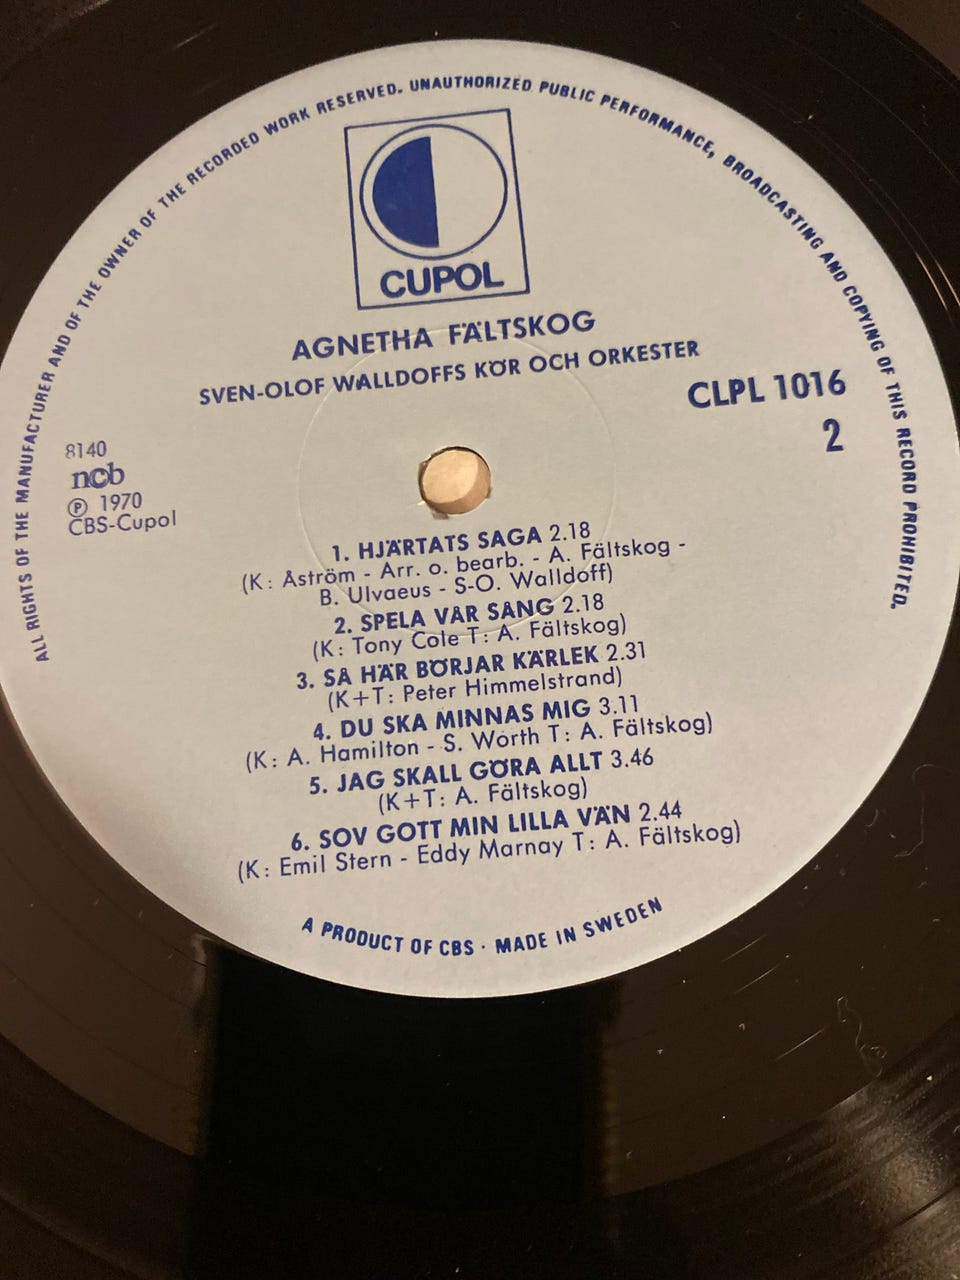 ALL RIGHTS OF THE MANUFACTURER AND OF THE OWNER OF THE RECORDED WORK RESERVED. UNAUTHORIZED PUBLIC PERFORMANCE, BROADCASTING AND COPYING OF THIS RECORD PROHIBITED.
CUPOL
AGNETHA FÄLTSKOG
SVEN-OLOF WALLDOFFS KÖR OCH ORKESTER
CLPL 1016
2
8140
ncb
Ⓟ 1970
CBS-Cupol
1. HJÄRTATS SAGA 2.18
(K: Åström - Arr. o. bearb. - A. Fältskog -
B. Ulvaeus - S-O. Walldoff)
2. SPELA VÅR SÅNG 2.18
(K: Tony Cole T: A. Fältskog)
3. SÅ HÄR BÖRJAR KÄRLEK 2.31
(K+T: Peter Himmelstrand)
4. DU SKA MINNAS MIG 3.11
(K: A. Hamilton - S. Worth T: A. Fältskog)
5. JAG SKALL GÖRA ALLT 3.46
(K+T: A. Fältskog)
6. SOV GOTT MIN LILLA VÄN 2.44
(K: Emil Stern - Eddy Marnay T: A. Fältskog)
A PRODUCT OF CBS · MADE IN SWEDEN